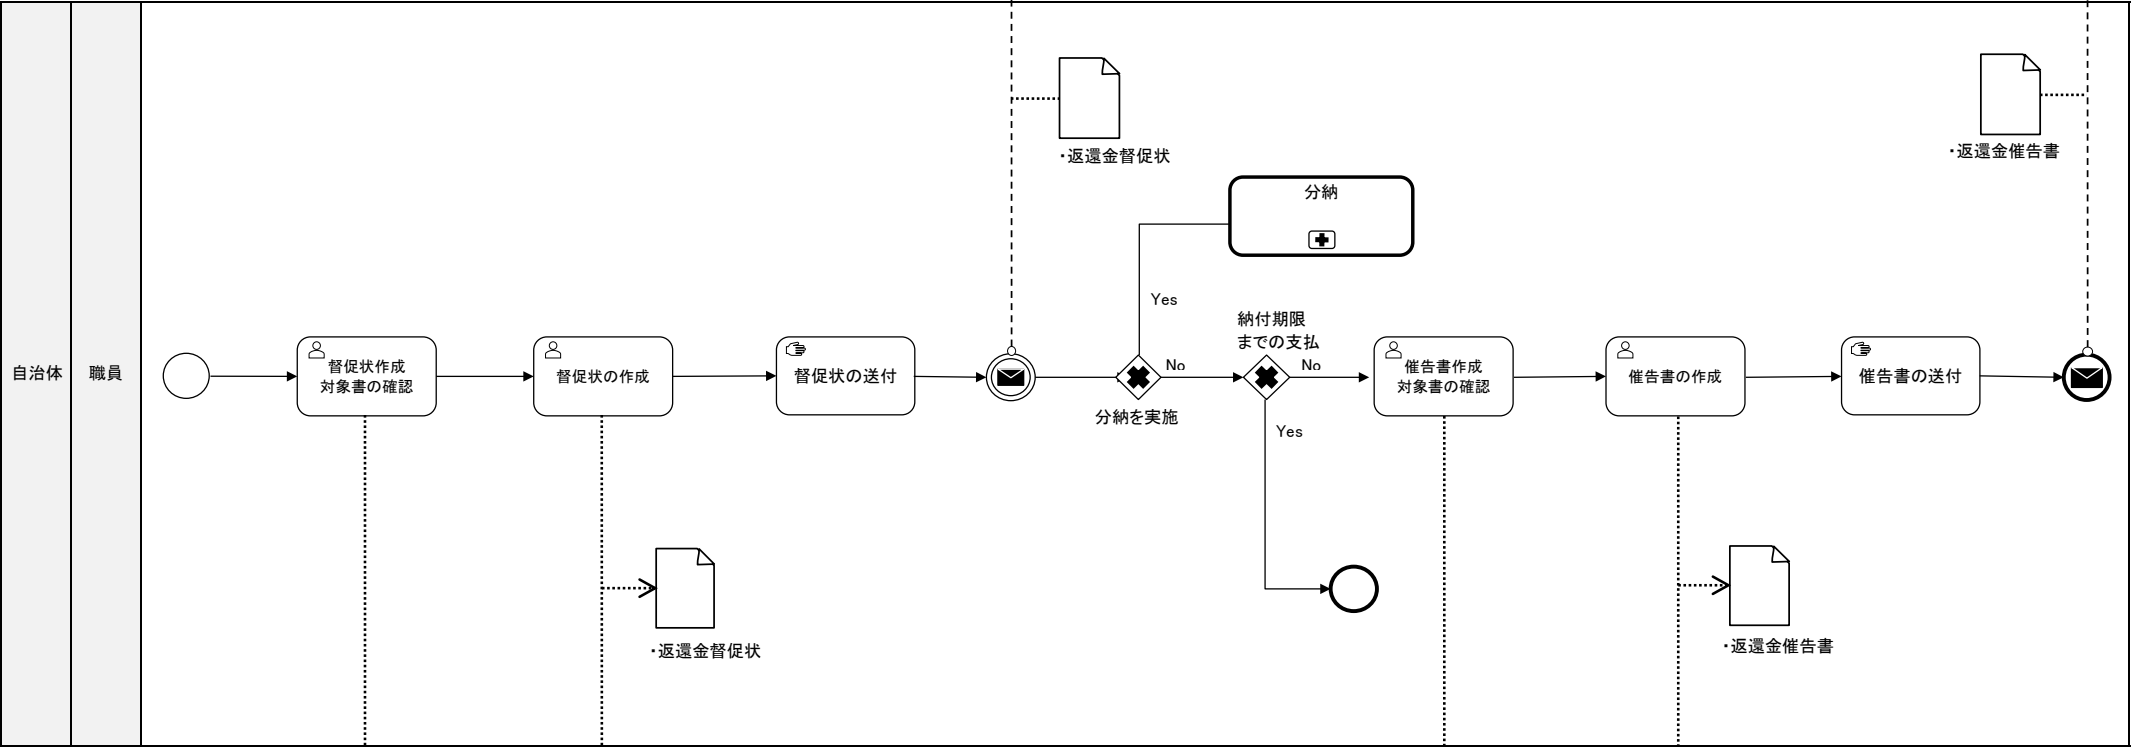 自治体
職員
・返還金督促状
・返還金催告書
分納
Yes
納付期限
までの支払
No
No
督促状作成
対象書の確認
督促状の作成
督促状の送付
催告書作成
対象書の確認
催告書の作成
催告書の送付
分納を実施
Yes
・返還金督促状
・返還金催告書